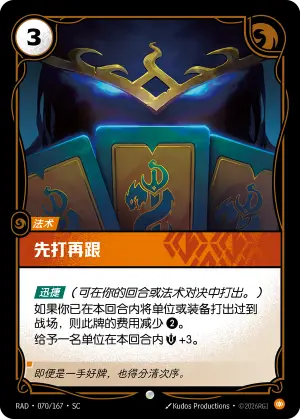 3
法术
先打再跟
迅捷（可在你的回合或法术对决中打出。）
如果你已在本回合内将单位或装备打出过到
战场，则此牌的费用减少❷。
给予一名单位在本回合内 +3。
即便是一手好牌，也得分清次序。
RAD • 070/167 • SC
Kudos Productions • ©2026RGI